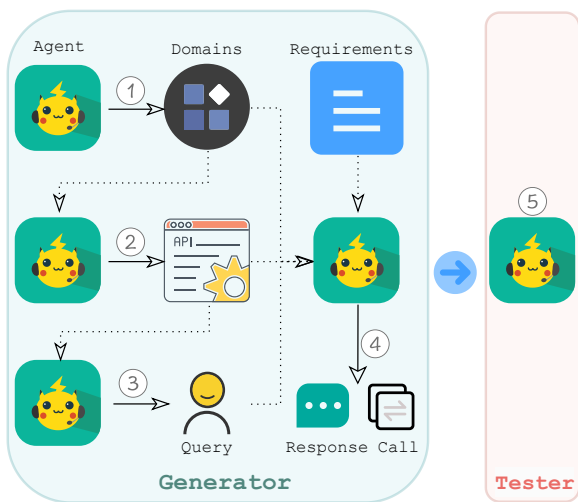 Agent
Domains
Requirements
1
2
API
5
3
4
Query
Response Call
Generator
Tester